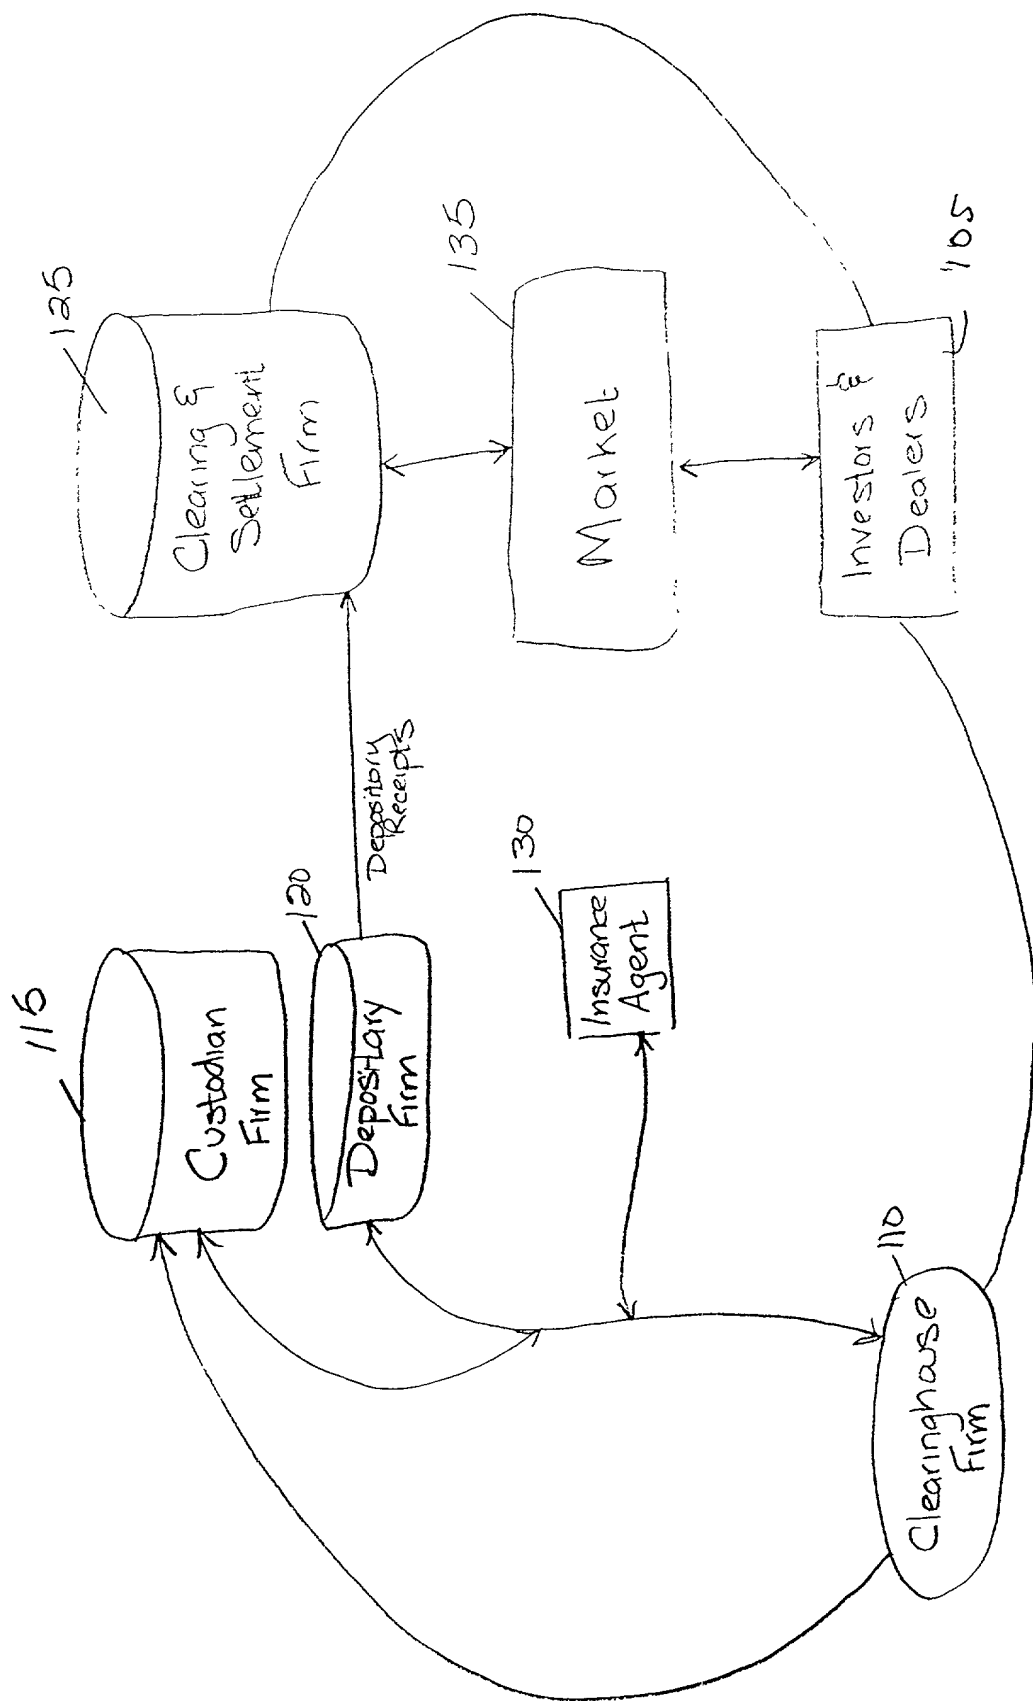 115
Custodian
Firm
120
Depositary
Firm
Depository
Receipts
125
Clearing &
Settlement
Firm
130
Insurance
Agent
135
Market
110
Clearinghouse
Firm
Investors &
Dealers
105